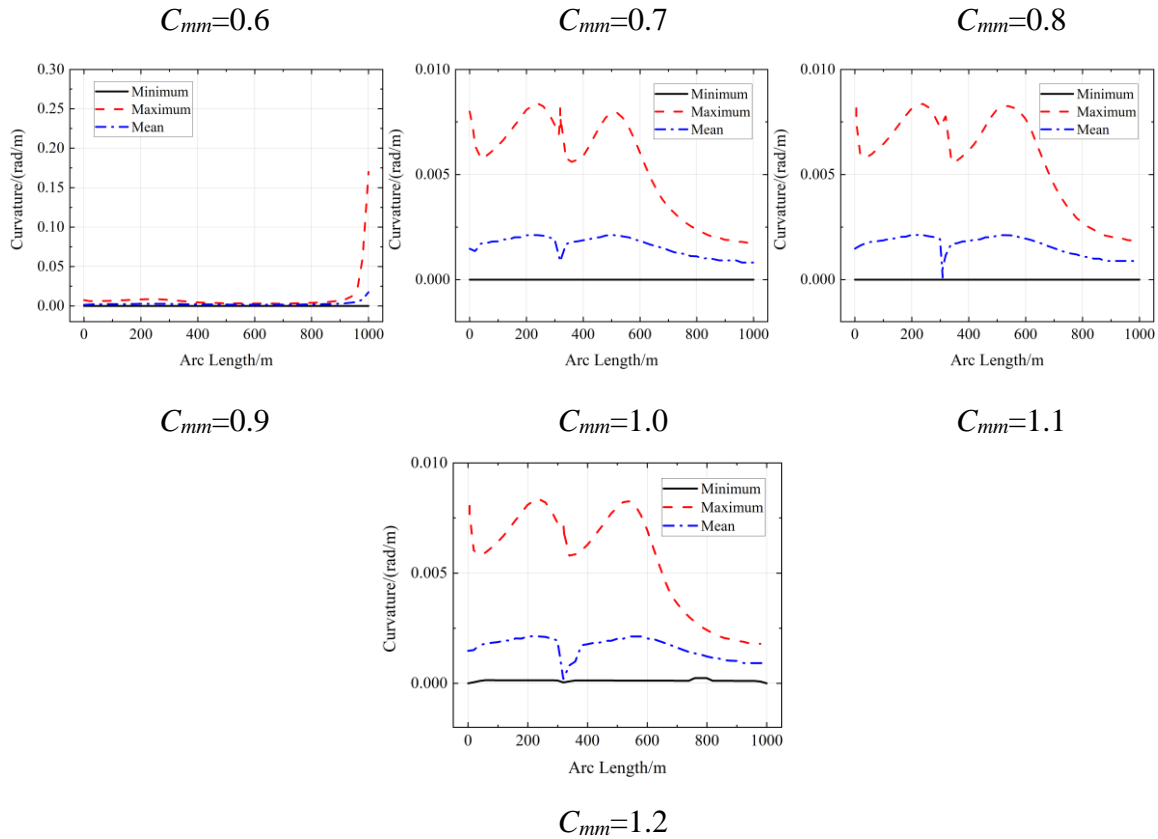 Cmm=0.6 Cmm=0.7 Cmm=0.8
0.30
0.25
0.20
0.15
0.10
0.05
0.00
Curvature/(rad/m)
Minimum
Maximum
Mean
0 200 400 600 800 1000
Arc Length/m
0.010
0.005
0.000
Curvature/(rad/m)
Minimum
Maximum
Mean
0 200 400 600 800 1000
Arc Length/m
0.010
0.005
0.000
Curvature/(rad/m)
Minimum
Maximum
Mean
0 200 400 600 800 1000
Arc Length/m
Cmm=0.9 Cmm=1.0 Cmm=1.1
0.010
0.005
0.000
Curvature/(rad/m)
Minimum
Maximum
Mean
0 200 400 600 800 1000
Arc Length/m
Cmm=1.2